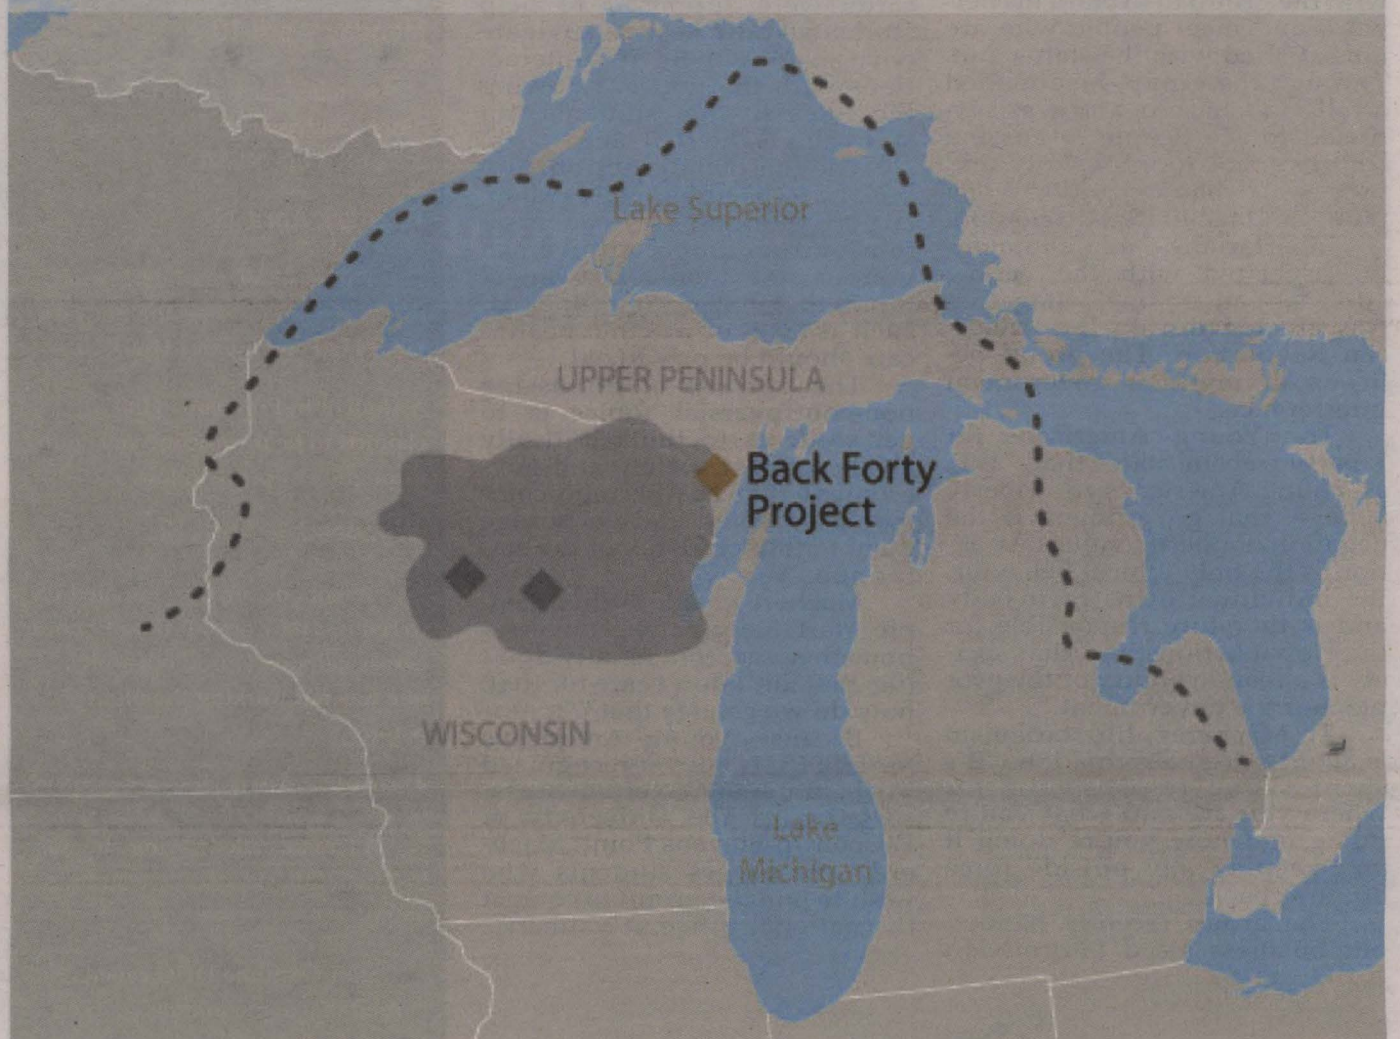 Lake Superior
UPPER PENINSULA
Back Forty
Project
WISCONSIN
Lake
Michigan